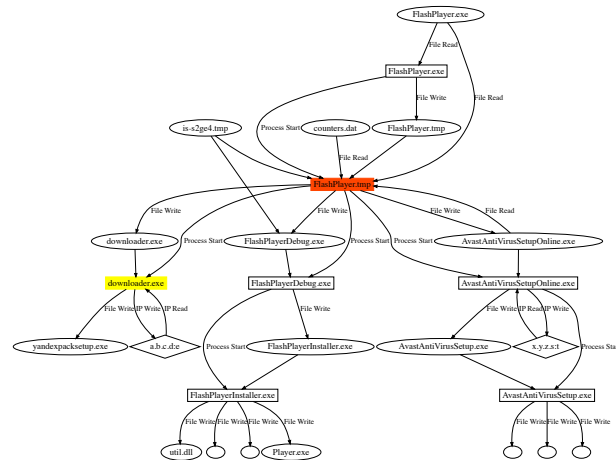 FlashPlayer.exe
File Read
FlashPlayer.exe
File Read
File Write
Process Start
is-s2ge4.tmp
counters.dat
FlashPlayer.tmp
File Read
FlashPlayer.tmp
File Write
Process Start
File Write
Process Start
Process Start
File Write
File Read
downloader.exe
FlashPlayerDebug.exe
AvastAntiVirusSetupOnline.exe
downloader.exe
FlashPlayerDebug.exe
AvastAntiVirusSetupOnline.exe
File Write
IP Write
IP Read
File Write
File Write
IP Read
IP Write
yandexpacksetup.exe
a.b.c.d:e
Process Start
FlashPlayerInstaller.exe
AvastAntiVirusSetup.exe
x.y.z.s:t
Process Start
FlashPlayerInstaller.exe
AvastAntiVirusSetup.exe
File Write
File Write
File Write
File Write
File Write
File Write
File Write
util.dll
Player.exe